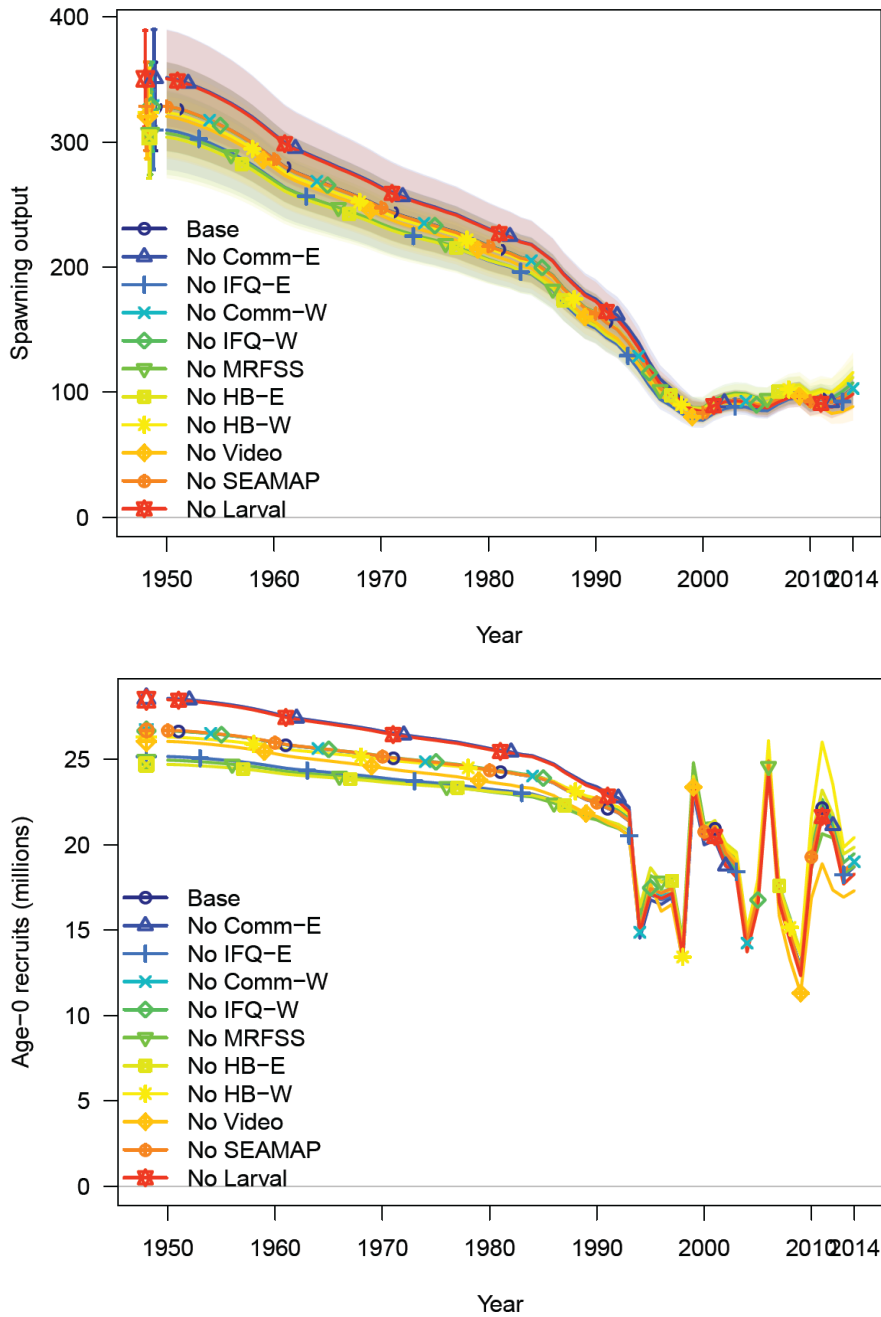 400
300
200
100
0
Spawning output
Base
No Comm−E
No IFQ−E
No Comm−W
No IFQ−W
No MRFSS
No HB−E
No HB−W
No Video
No SEAMAP
No Larval
1950 1960 1970 1980 1990 2000 2010 2014
Year
25
20
15
10
5
0
Age−0 recruits (millions)
Base
No Comm−E
No IFQ−E
No Comm−W
No IFQ−W
No MRFSS
No HB−E
No HB−W
No Video
No SEAMAP
No Larval
1950 1960 1970 1980 1990 2000 2010 2014
Year